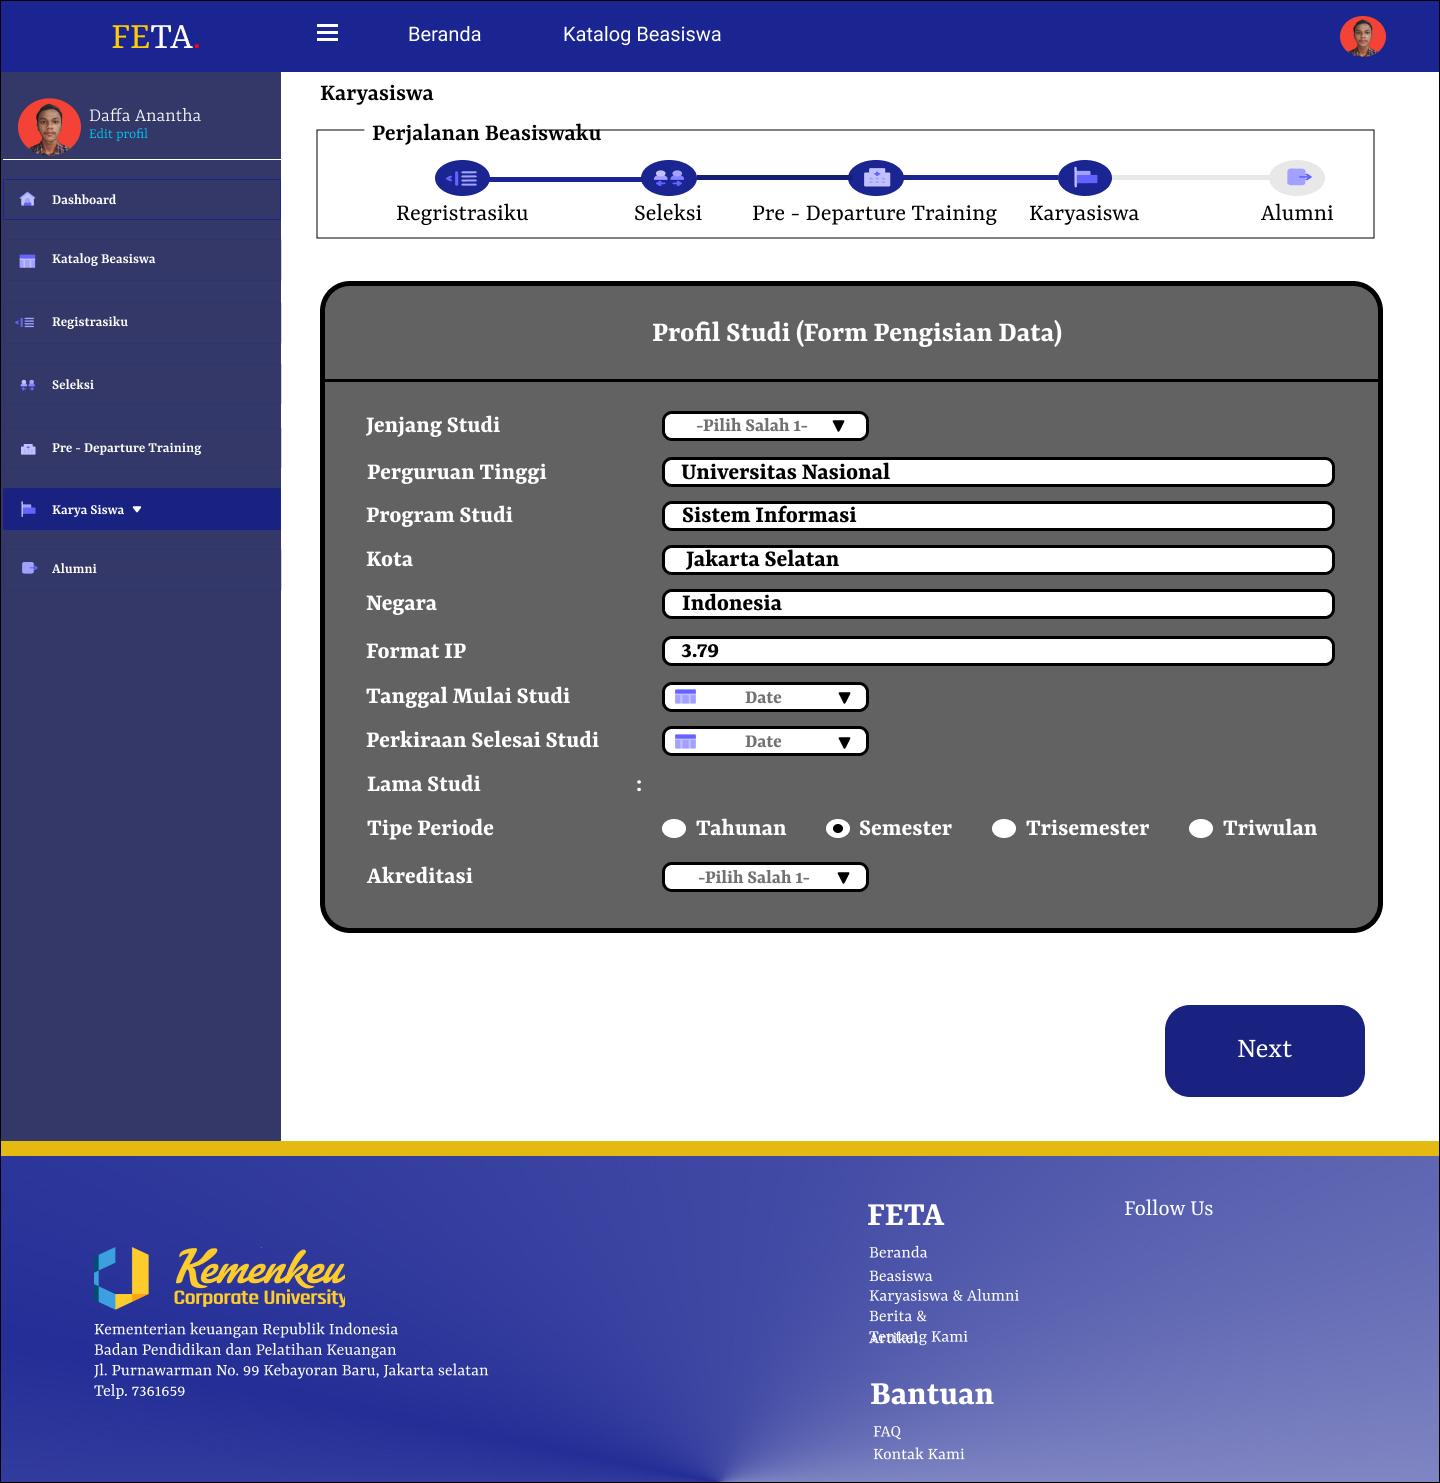 FETA.
Beranda
Katalog Beasiswa
Daffa Anantha
Edit profil
Dashboard
Katalog Beasiswa
Registrasiku
Seleksi
Pre - Departure Training
Karya Siswa
Alumni
Karyasiswa
Perjalanan Beasiswaku
Regristrasiku
Seleksi
Pre - Departure Training
Karyasiswa
Alumni
Profil Studi (Form Pengisian Data)
Jenjang Studi
-Pilih Salah 1-
Perguruan Tinggi
Universitas Nasional
Program Studi
Sistem Informasi
Kota
Jakarta Selatan
Negara
Indonesia
Format IP
3.79
Tanggal Mulai Studi
Date
Perkiraan Selesai Studi
Date
Lama Studi :
Tipe Periode
Tahunan
Semester
Trisemester
Triwulan
Akreditasi
-Pilih Salah 1-
Next
Kemenkeu
Corporate University
Kementerian keuangan Republik Indonesia
Badan Pendidikan dan Pelatihan Keuangan
Jl. Purnawarman No. 99 Kebayoran Baru, Jakarta selatan
Telp. 7361659
FETA
Beranda
Beasiswa
Karyasiswa & Alumni
Berita &
Artikel
Tentang Kami
Bantuan
FAQ
Kontak Kami
Follow Us